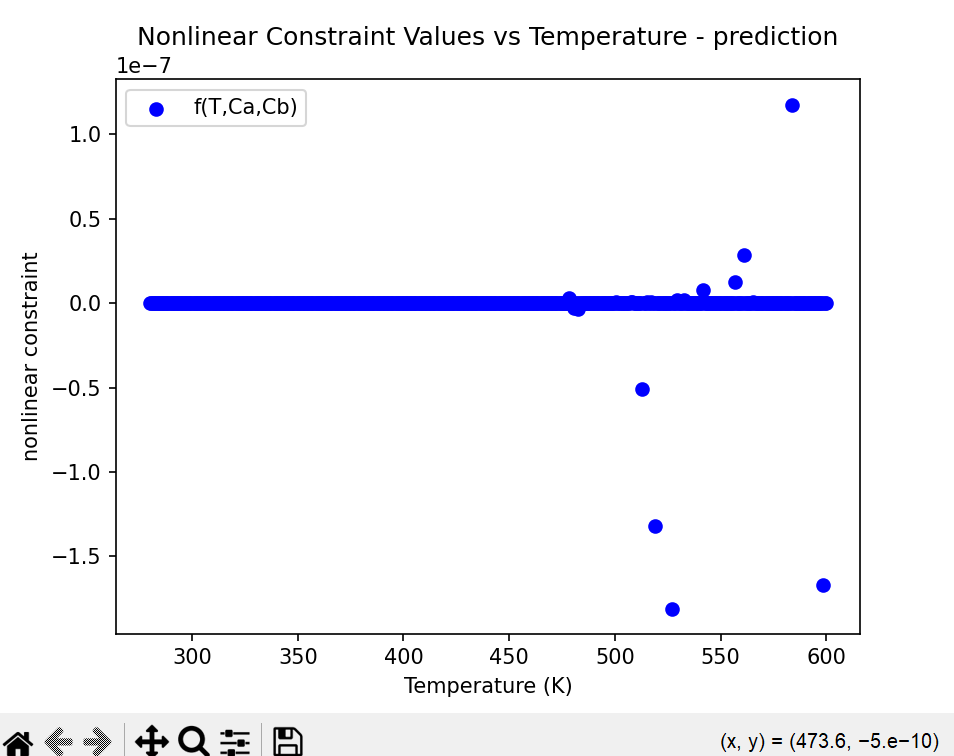 Nonlinear Constraint Values vs Temperature - prediction
1e−7
f(T,Ca,Cb)
1.0
0.5
0.0
−0.5
−1.0
−1.5
nonlinear constraint
300 350 400 450 500 550 600
Temperature (K)
(x, y) = (473.6, −5.e−10)